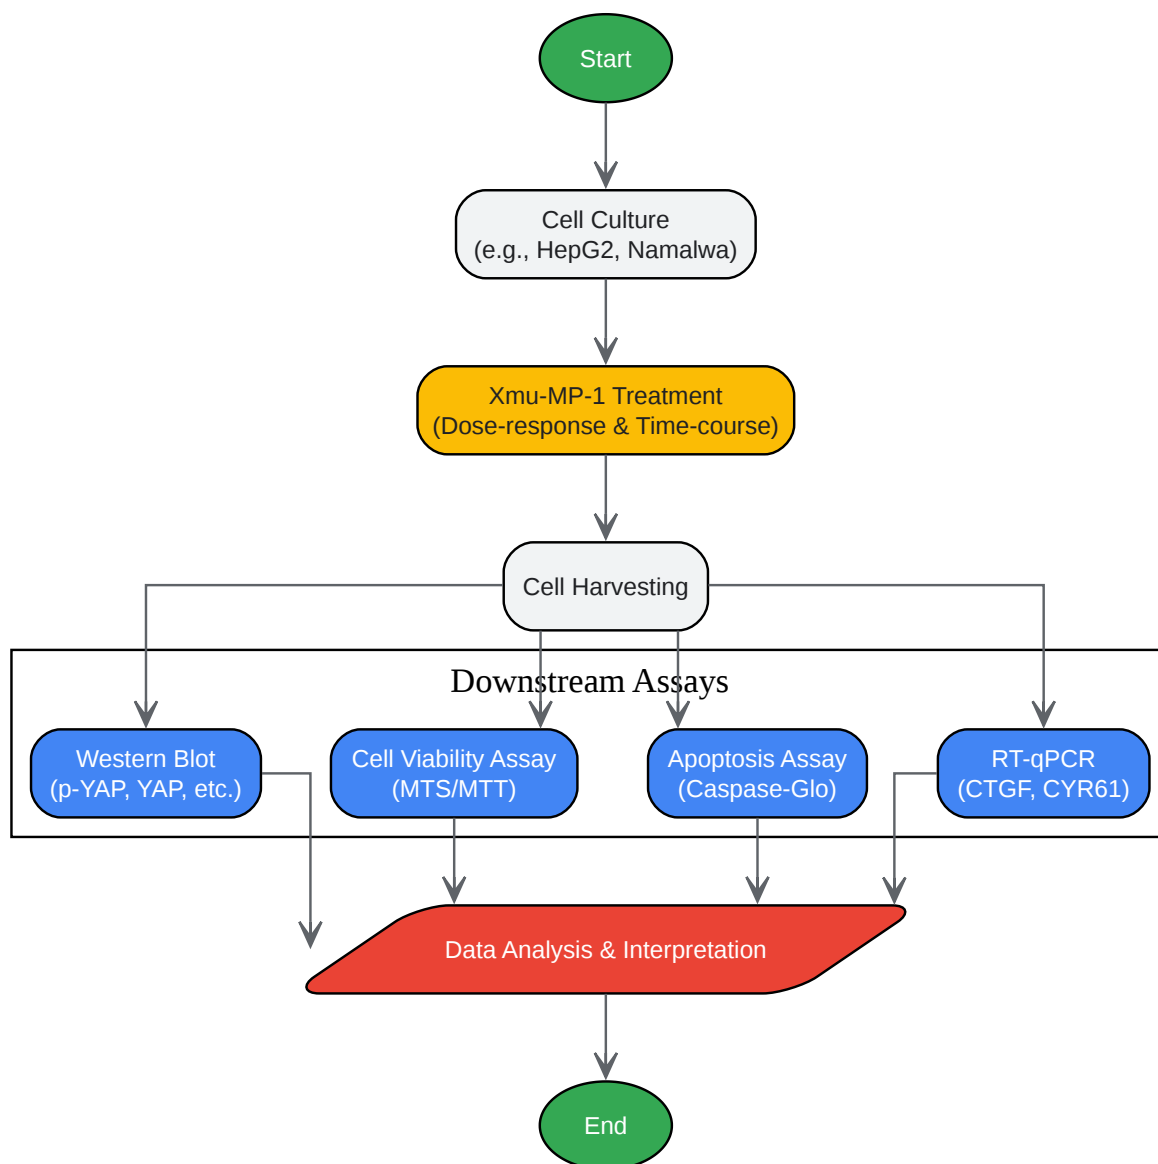 Start
Cell Culture
(e.g., HepG2, Namalwa)
Xmu-MP-1 Treatment
(Dose-response & Time-course)
Cell Harvesting
Downstream Assays
Western Blot
(p-YAP, YAP, etc.)
Cell Viability Assay
(MTS/MTT)
Apoptosis Assay
(Caspase-Glo)
RT-qPCR
(CTGF, CYR61)
Data Analysis & Interpretation
End